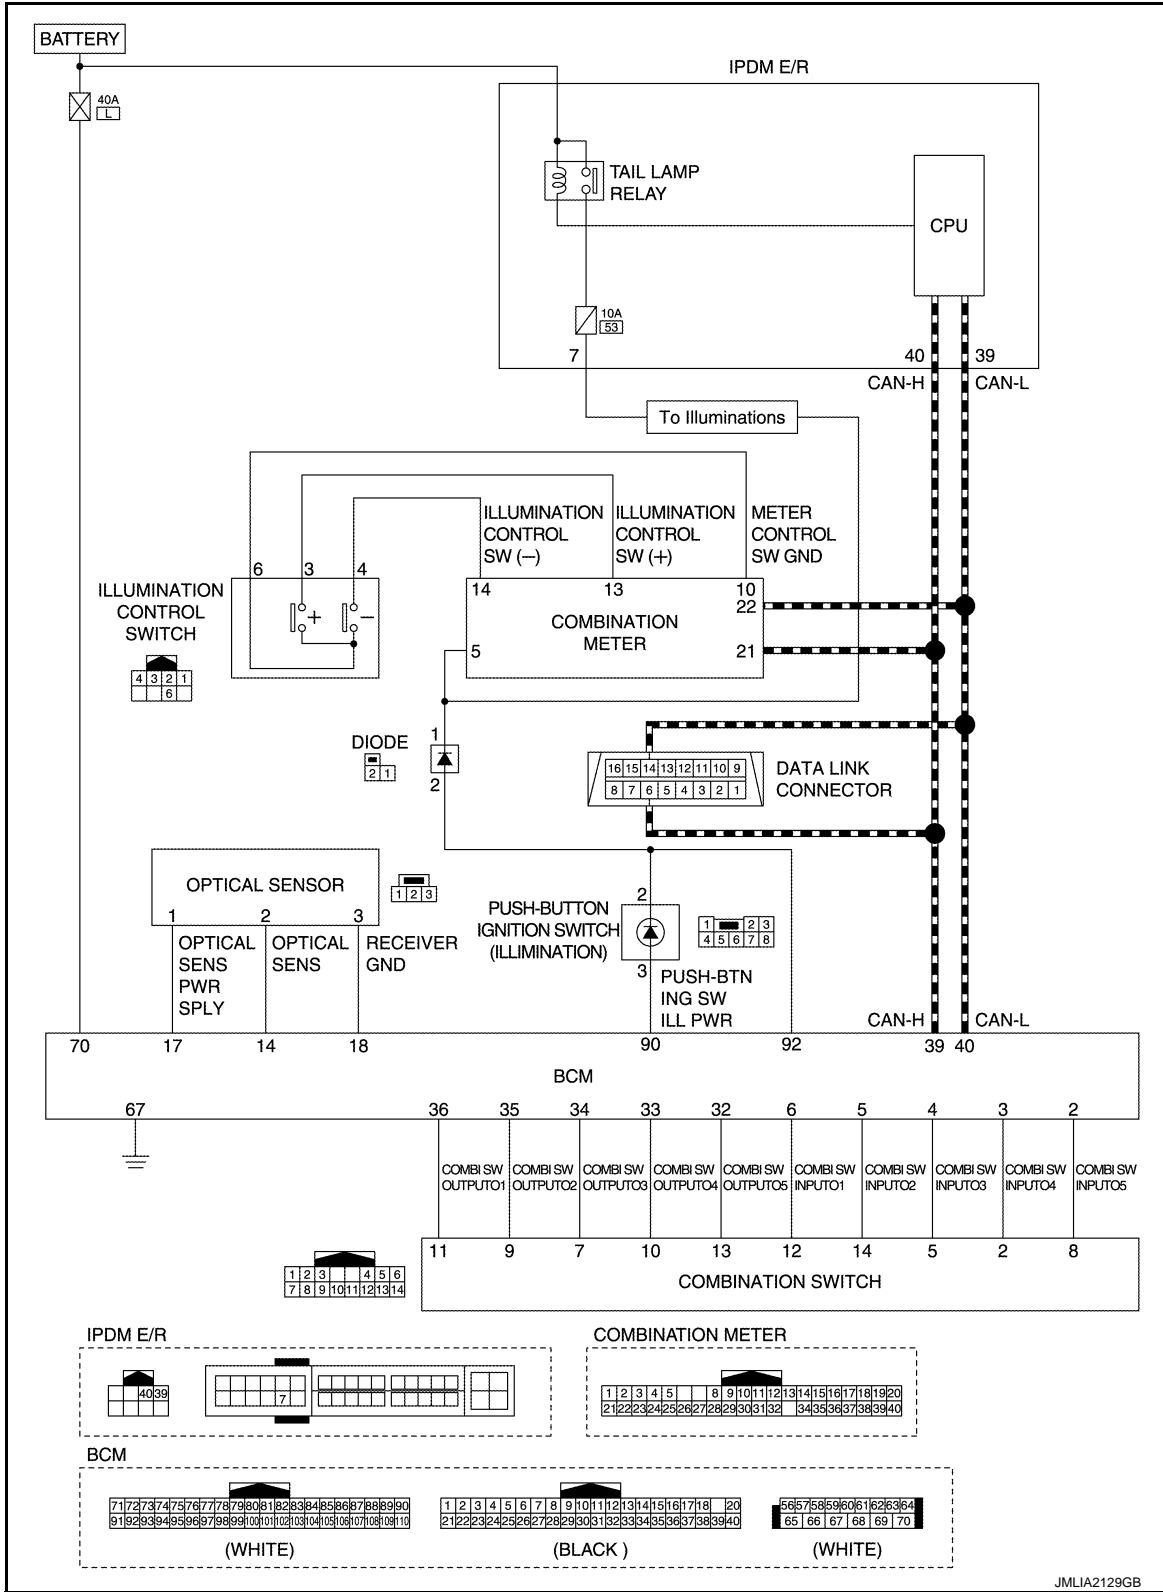 BATTERY
40A
L
IPDM E/R
TAIL LAMP
RELAY
CPU
10A
53
7
40
39
CAN-H
CAN-L
To Illuminations
ILLUMINATION
CONTROL
SW (—)
ILLUMINATION
CONTROL
SW (+)
METER
CONTROL
SW GND
6
3
4
+
—
ILLUMINATION
CONTROL
SWITCH
4 3 2 1
6
14
13
10
22
COMBINATION
METER
5
21
DIODE
2 1
1
2
16 15 14 13 12 11 10 9
8 7 6 5 4 3 2 1
DATA LINK
CONNECTOR
OPTICAL SENSOR
1
2
3
1 2 3
OPTICAL
SENS
PWR
SPLY
OPTICAL
SENS
RECEIVER
GND
PUSH-BUTTON
IGNITION SWITCH
(ILLIMINATION)
2
3
1 2 3
4 5 6 7 8
PUSH-BTN
ING SW
ILL PWR
CAN-H
CAN-L
70
17
14
18
90
92
39
40
BCM
67
36
35
34
33
32
6
5
4
3
2
COMBI SW
OUTPUTO1
COMBI SW
OUTPUTO2
COMBI SW
OUTPUTO3
COMBI SW
OUTPUTO4
COMBI SW
OUTPUTO5
COMBI SW
INPUTO1
COMBI SW
INPUTO2
COMBI SW
INPUTO3
COMBI SW
INPUTO4
COMBI SW
INPUTO5
11
9
7
10
13
12
14
5
2
8
COMBINATION SWITCH
1 2 3 4 5 6
7 8 9 10 11 12 13 14
IPDM E/R
40 39
7
COMBINATION METER
1 2 3 4 5 8 9 10 11 12 13 14 15 16 17 18 19 20
21 22 23 24 25 26 27 28 29 30 31 32 34 35 36 37 38 39 40
BCM
71 72 73 74 75 76 77 78 79 80 81 82 83 84 85 86 87 88 89 90
91 92 93 94 95 96 97 98 99 100 101 102 103 104 105 106 107 108 109 110
(WHITE)
1 2 3 4 5 6 7 8 9 10 11 12 13 14 15 16 17 18 20
21 22 23 24 25 26 27 28 29 30 31 32 33 34 35 36 37 38 39 40
(BLACK )
56 57 58 59 60 61 62 63 64
65 66 67 68 69 70
(WHITE)
JMLIA2129GB